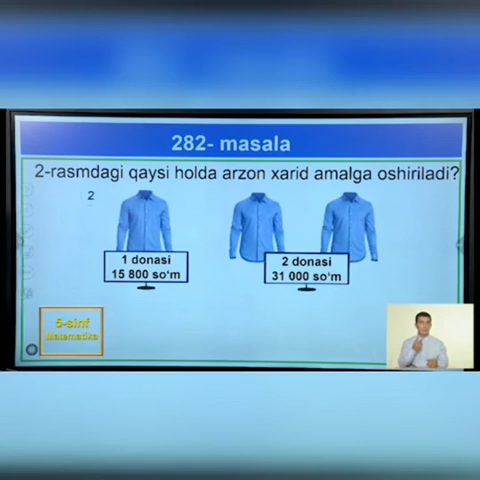 282- masala
2-rasmdagi qaysi holda arzon xarid amalga oshiriladi?
2
1 donasi
15 800 so'm
2 donasi
31 000 so'm
5-sinf
Matematika